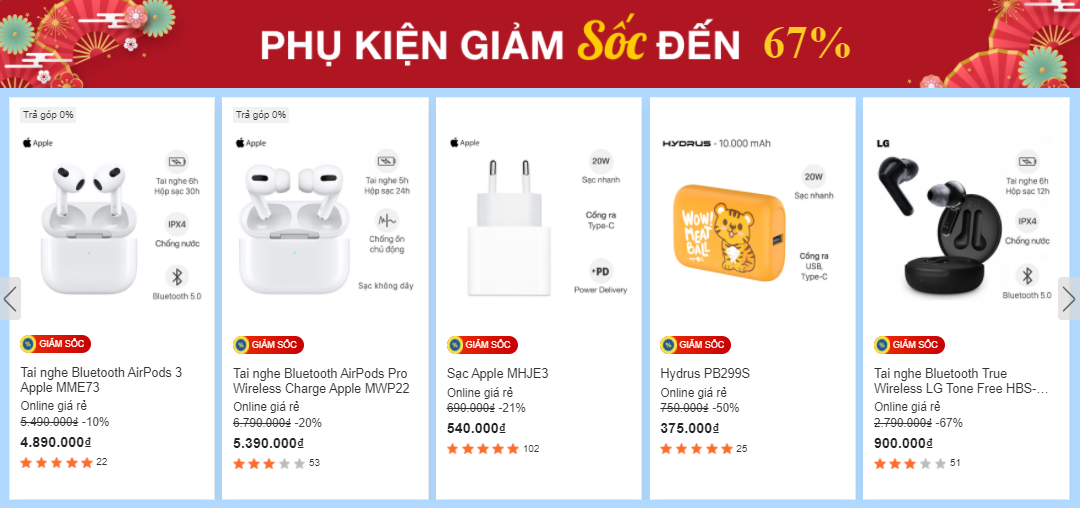 PHỤ KIỆN GIẢM Sốc ĐẾN 67%
Trả góp 0%
Apple
Tai nghe 6h
Hộp sạc 30h
IPX4
Chống nước
Bluetooth 5.0
GIẢM SỐC
Tai nghe Bluetooth AirPods 3
Apple MME73
Online giá rẻ
5.490.000₫ -10%
4.890.000₫
22
Trả góp 0%
Apple
Tai nghe 5h
Hộp sạc 24h
Chống ồn
chủ động
Sạc không dây
GIẢM SỐC
Tai nghe Bluetooth AirPods Pro
Wireless Charge Apple MWP22
Online giá rẻ
6.790.000₫ -20%
5.390.000₫
53
Apple
20W
Sạc nhanh
Cổng ra
Type-C
+PD
Power Delivery
GIẢM SỐC
Sạc Apple MHJE3
Online giá rẻ
690.000₫ -21%
540.000₫
102
HYDRUS - 10.000 mAh
WOW!
MEAT
BALL
20W
Sạc nhanh
Cổng ra
USB,
Type-C
GIẢM SỐC
Hydrus PB299S
Online giá rẻ
750.000₫ -50%
375.000₫
25
LG
Tai nghe 6h
Hộp sạc 12h
IPX4
Chống nước
Bluetooth 5.0
GIẢM SỐC
Tai nghe Bluetooth True
Wireless LG Tone Free HBS-...
Online giá rẻ
2.790.000₫ -67%
900.000₫
51